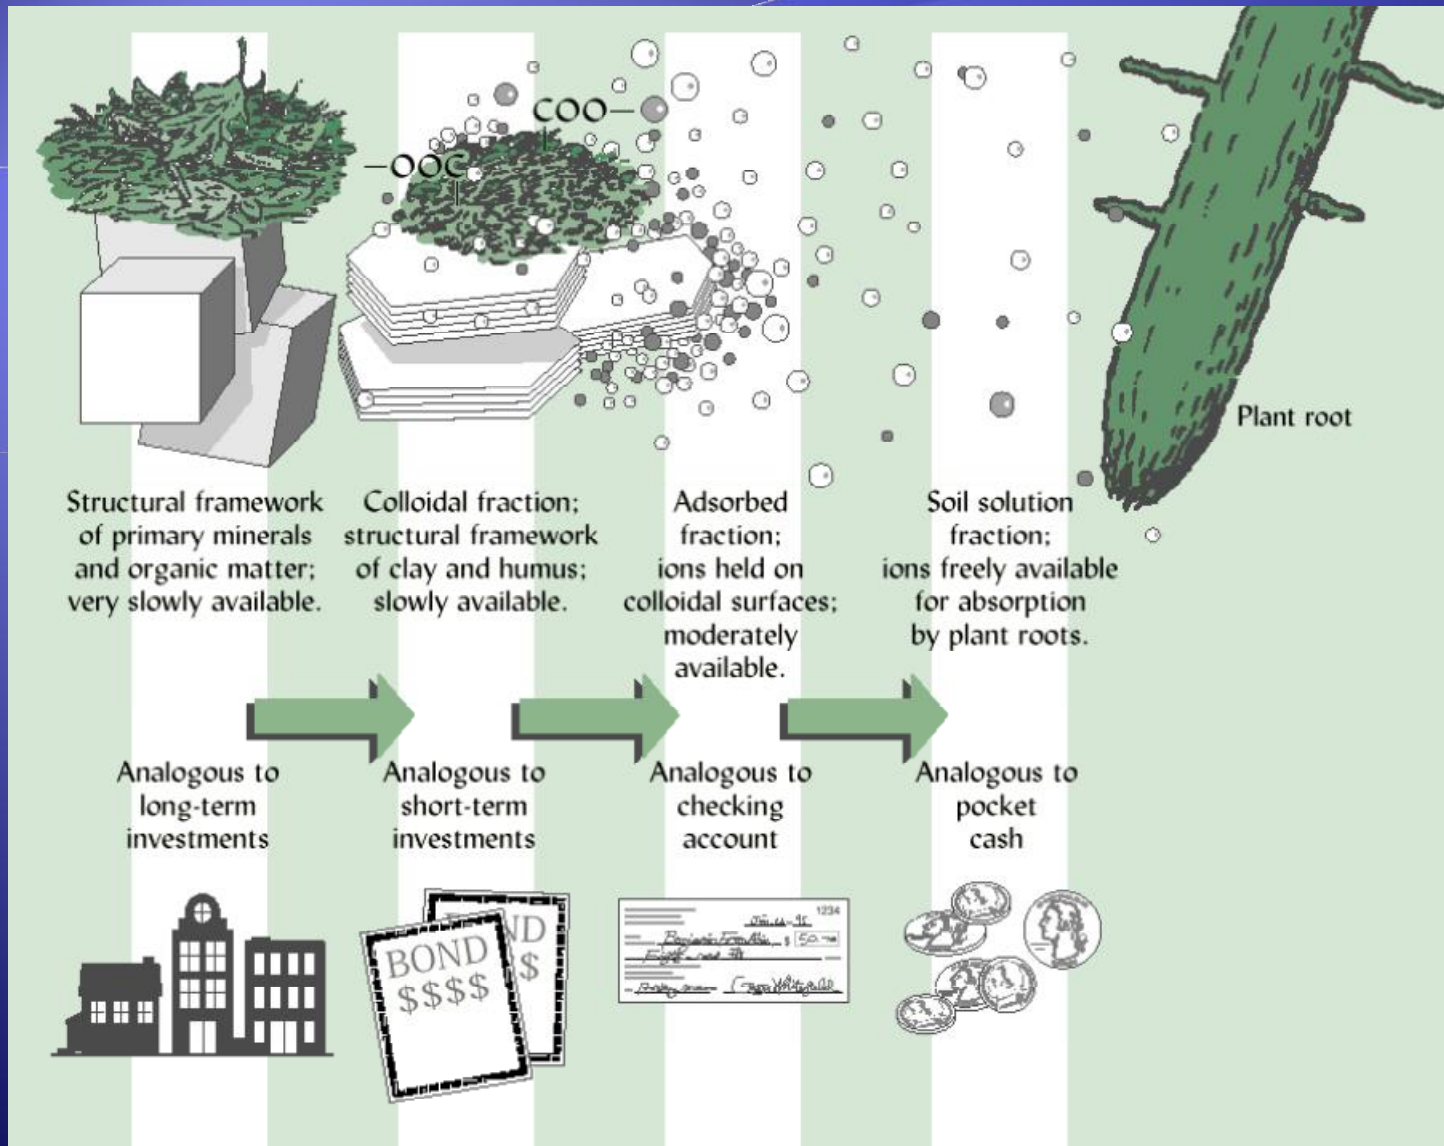 COO–
–OOC
Plant root
Structural framework
of primary minerals
and organic matter;
very slowly available.
Colloidal fraction;
structural framework
of clay and humus;
slowly available.
Adsorbed
fraction;
ions held on
colloidal surfaces;
moderately
available.
Soil solution
fraction;
ions freely available
for absorption
by plant roots.
Analogous to
long-term
investments
Analogous to
short-term
investments
Analogous to
checking
account
Analogous to
pocket
cash
BOND
$$$$
ND
$
1234
$ 50